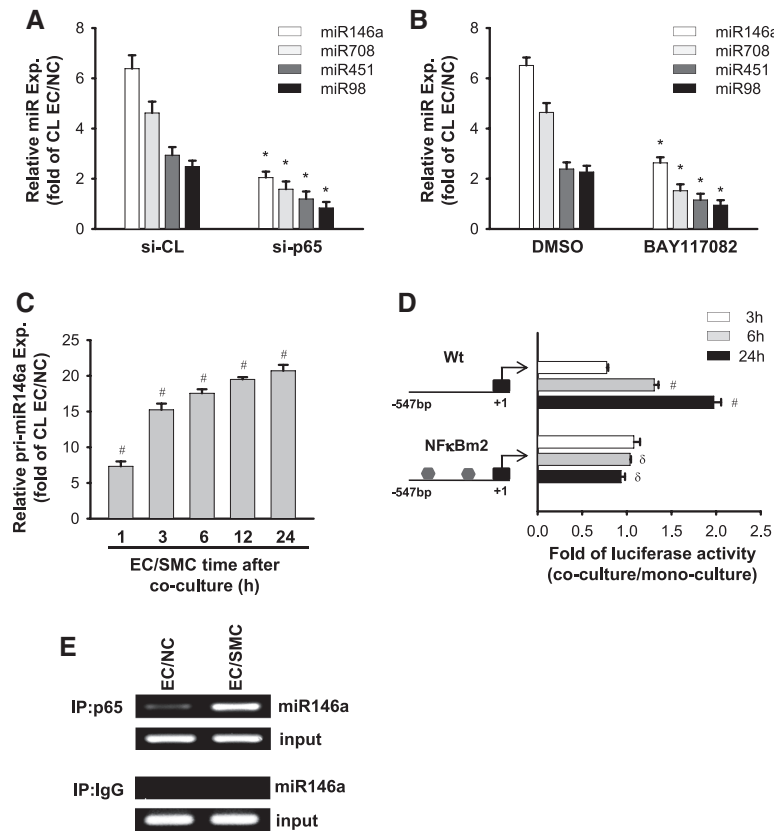 A
Relative miR Exp.
(fold of CL EC/NC)
8
6
4
2
0
miR146a
miR708
miR451
miR98
* * * *
si-CL si-p65
B
Relative miR Exp.
(fold of CL EC/NC)
8
6
4
2
0
miR146a
miR708
miR451
miR98
* * * *
DMSO BAY117082
C
Relative pri-miR146a Exp.
(fold of CL EC/NC)
25
20
15
10
5
0
# # # # #
1 3 6 12 24
EC/SMC time after
co-culture (h)
D
3h
6h
24h
Wt
-547bp +1
#
#
NFκBm2
-547bp +1
δ
δ
0.0 0.5 1.0 1.5 2.0 2.5
Fold of luciferase activity
(co-culture/mono-culture)
E
EC/NC EC/SMC
IP:p65 miR146a
input
IP:IgG miR146a
input